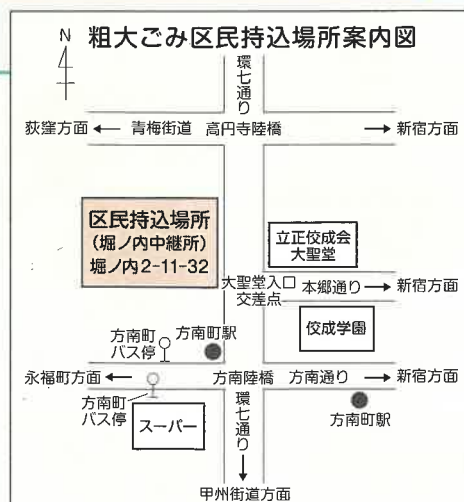 粗大ごみ区民持込場所案内図
N
環七通り
荻窪方面
青梅街道
高円寺陸橋
新宿方面
区民持込場所
(堀ノ内中継所)
堀ノ内2-11-32
立正佼成会
大聖堂
大聖堂入口
交差点
本郷通り
新宿方面
佼成学園
方南町
バス停
方南町駅
永福町方面
方南陸橋
方南通り
新宿方面
方南町
バス停
スーパー
環七通り
方南町駅
甲州街道方面